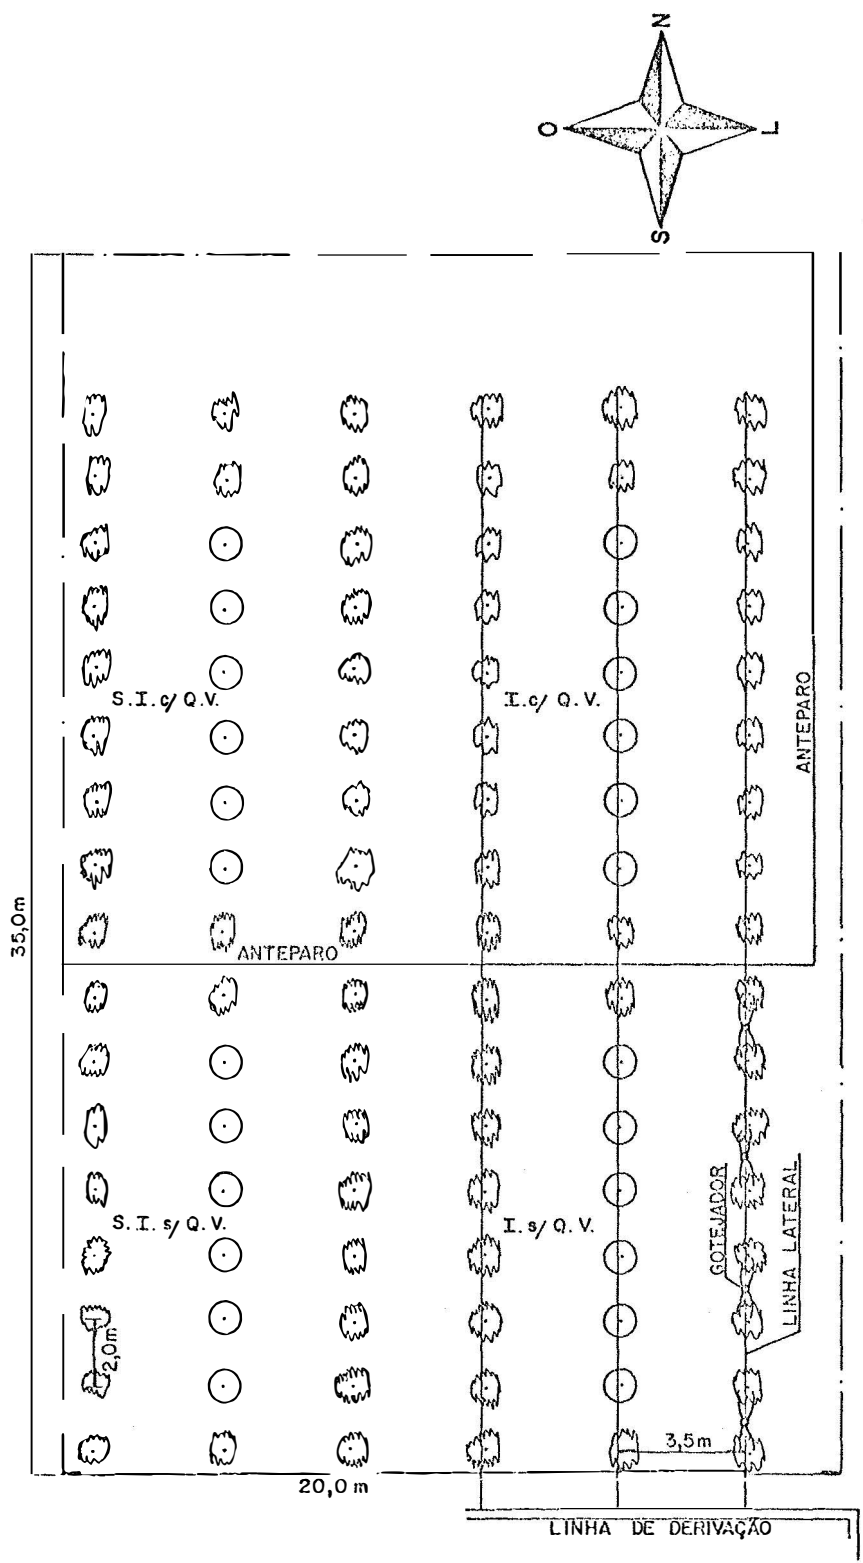 N
O
L
S
S.I.c/ Q.V.
I.c/ Q.V.
ANTEPARO
35,0m
ANTEPARO
S.I. s/ Q.V.
I. s/ Q.V.
GOTEJADOR
LINHA LATERAL
2,0m
3,5m
20,0 m
LINHA DE DERIVAÇÃO